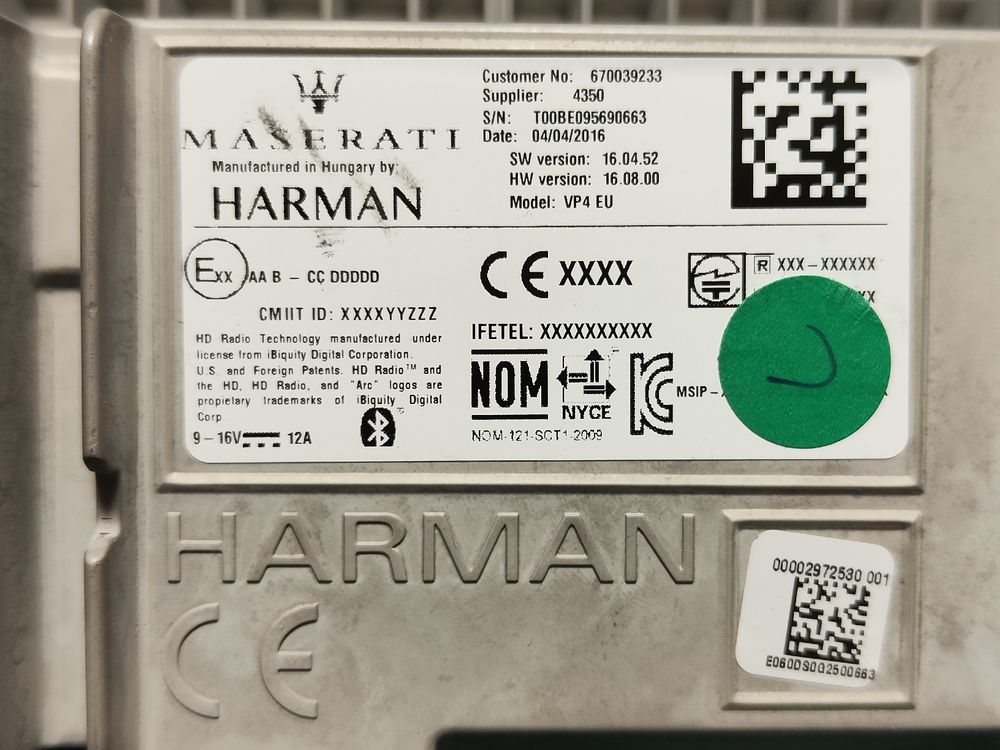 MASERATI
Manufactured in Hungary by:
HARMAN
Customer No: 670039233
Supplier: 4350
S/N: T00BE095690663
Date: 04/04/2016
SW version: 16.04.52
HW version: 16.08.00
Model: VP4 EU
Exx AA B - CC DDDDD
CMIIT ID: XXXXYYZZZ
HD Radio Technology manufactured under
license from iBiquity Digital Corporation.
U.S. and Foreign Patents. HD Radio™ and
the HD, HD Radio, and "Arc" logos are
propietary trademarks of iBiquity Digital
Corp.
9-16V 12A
CE XXXX
IFETEL: XXXXXXXXXX
NOM
NYCE
NOM-121-SCT1-2009
R XXX-XXXXXX
XX
MSIP-
HARMAN
CE
00002972530 001
E060DS0G2500663